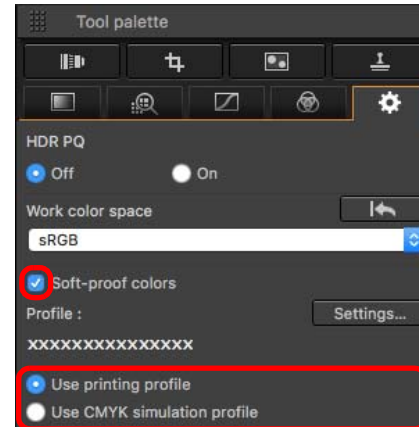 Tool palette
HDR PQ
Off On
Work color space
sRGB
Soft-proof colors
Profile : Settings...
xxxxxxxxxxxxxxx
Use printing profile
Use CMYK simulation profile